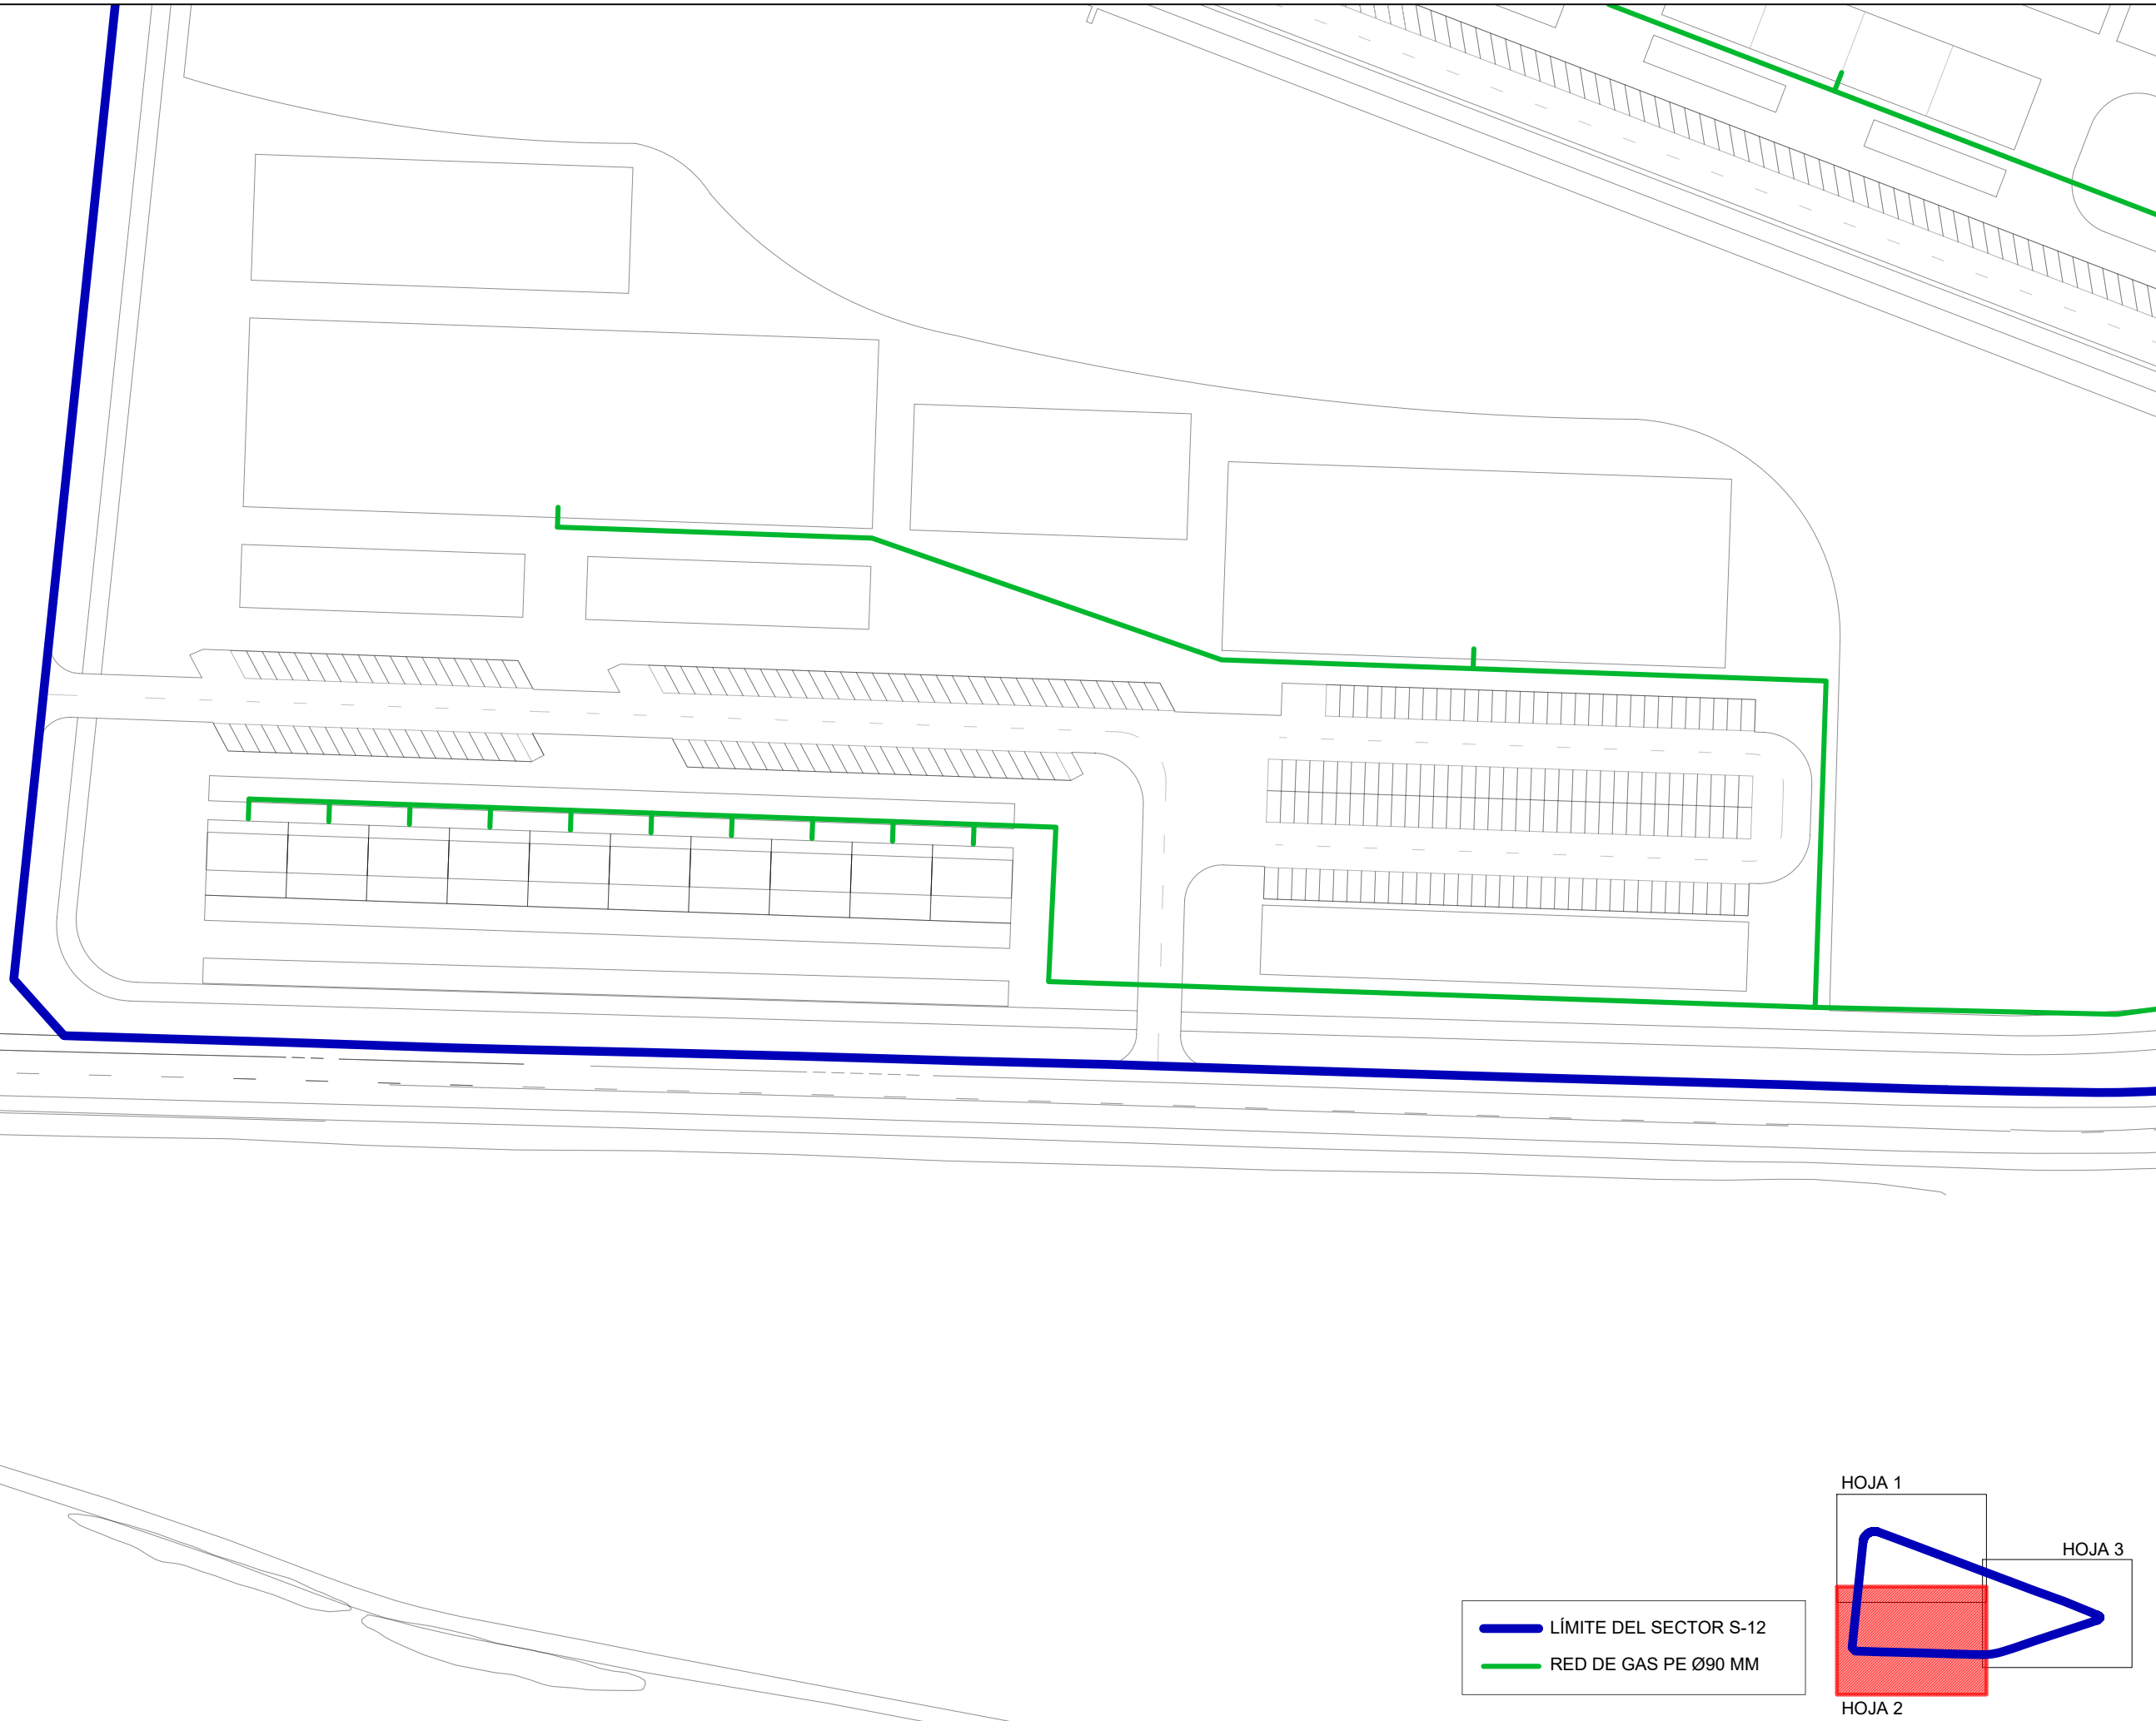 HOJA 1
HOJA 3
LÍMITE DEL SECTOR S-12
RED DE GAS PE Ø90 MM
HOJA 2